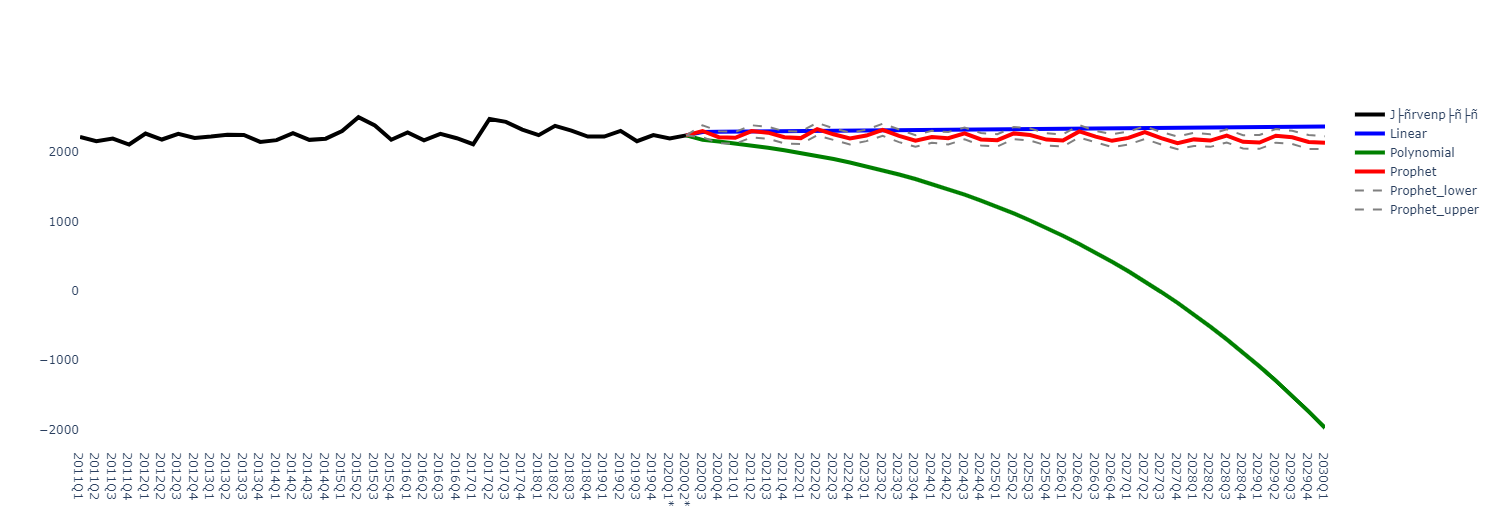 J├ñrvenp├ñ├ñ
Linear
Polynomial
Prophet
Prophet_lower
Prophet_upper
2000
1000
0
−1000
−2000
2011Q1
2011Q2
2011Q3
2011Q4
2012Q1
2012Q2
2012Q3
2012Q4
2013Q1
2013Q2
2013Q3
2013Q4
2014Q1
2014Q2
2014Q3
2014Q4
2015Q1
2015Q2
2015Q3
2015Q4
2016Q1
2016Q2
2016Q3
2016Q4
2017Q1
2017Q2
2017Q3
2017Q4
2018Q1
2018Q2
2018Q3
2018Q4
2019Q1
2019Q2
2019Q3
2019Q4
2020Q1*
2020Q2*
2020Q3
2020Q4
2021Q1
2021Q2
2021Q3
2021Q4
2022Q1
2022Q2
2022Q3
2022Q4
2023Q1
2023Q2
2023Q3
2023Q4
2024Q1
2024Q2
2024Q3
2024Q4
2025Q1
2025Q2
2025Q3
2025Q4
2026Q1
2026Q2
2026Q3
2026Q4
2027Q1
2027Q2
2027Q3
2027Q4
2028Q1
2028Q2
2028Q3
2028Q4
2029Q1
2029Q2
2029Q3
2029Q4
2030Q1